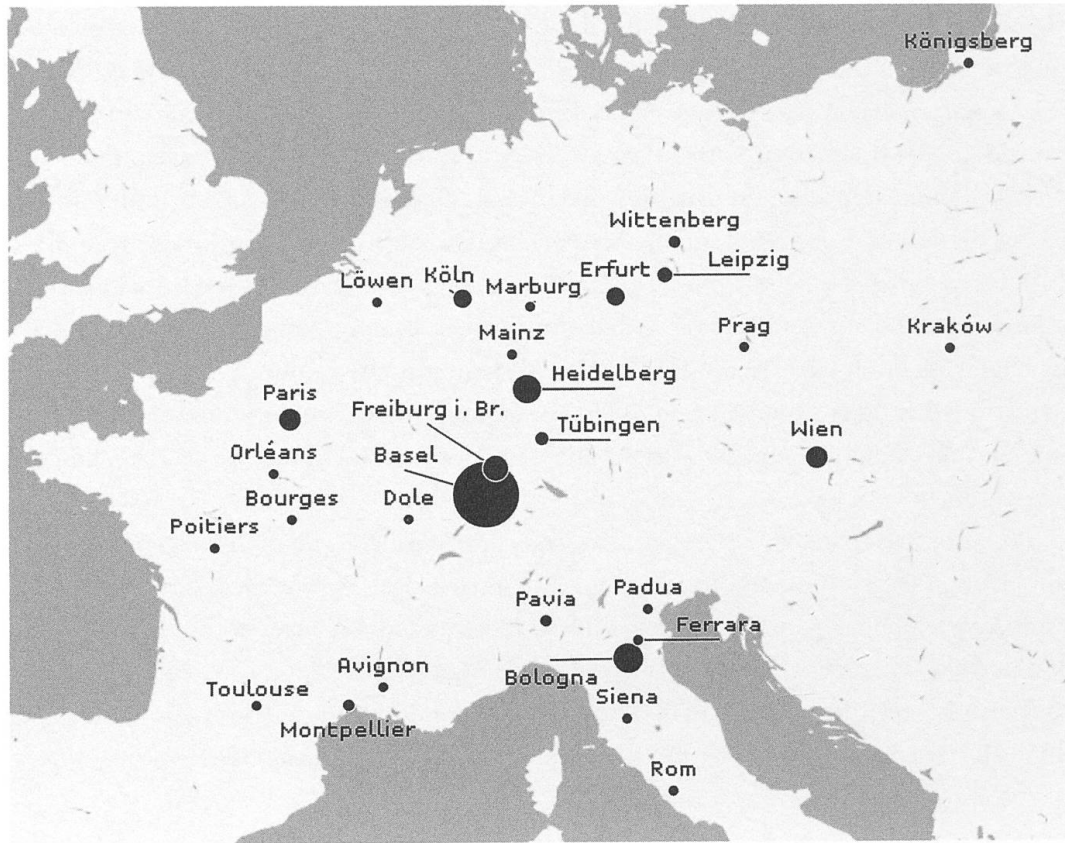 Königsberg
Wittenberg
Leipzig
Erfurt
Köln
Löwen
Marburg
Mainz
Prag
Kraków
Heidelberg
Paris
Freiburg i. Br.
Tübingen
Wien
Orléans
Basel
Bourges
Dole
Poitiers
Pavia
Padua
Ferrara
Avignon
Bologna
Toulouse
Siena
Montpellier
Rom